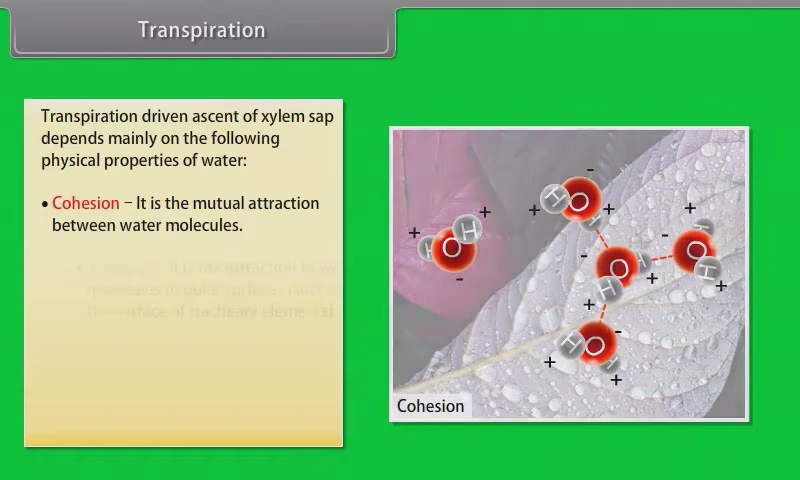 Transpiration
Transpiration driven ascent of xylem sap
depends mainly on the following
physical properties of water:
• Cohesion – It is the mutual attraction
between water molecules.
Cohesion
H O + - +
H O H + + -
O H H - + +
O H H - + +
H O H - + +